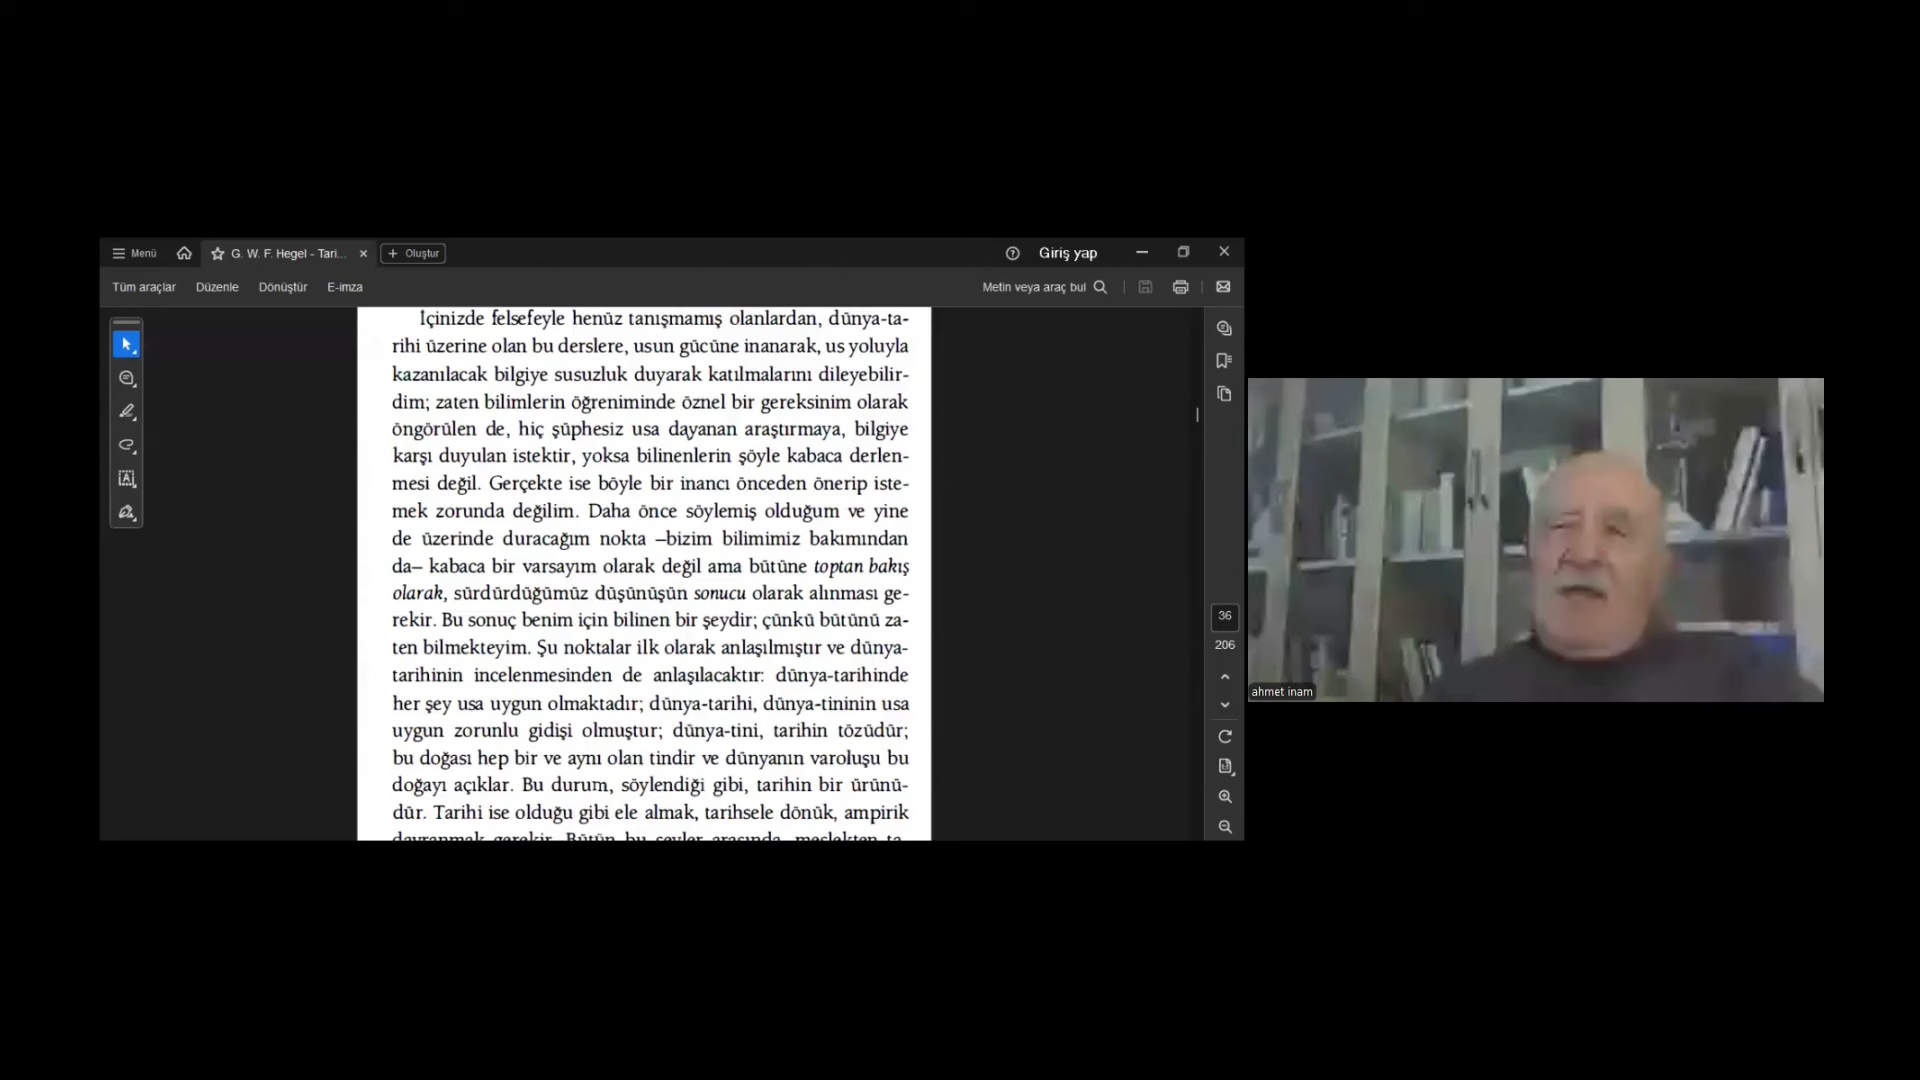 Menü
G. W. F. Hegel - Tari...
Oluştur
Giriş yap
Tüm araçlar
Düzenle
Dönüştür
E-imza
Metin veya araç bul
İçinizde felsefeyle henüz tanışmamış olanlardan, dünya-ta-
rihi üzerine olan bu derslere, usun gücüne inanarak, us yoluyla
kazanılacak bilgiye susuzluk duyarak katılmalarını dileyebilir-
dim; zaten bilimlerin öğreniminde öznel bir gereksinim olarak
öngörülen de, hiç şüphesiz usa dayanan araştırmaya, bilgiye
karşı duyulan istektir, yoksa bilinenlerin şöyle kabaca derlen-
mesi değil. Gerçekte ise böyle bir inancı önceden önerip iste-
mek zorunda değilim. Daha önce söylemiş olduğum ve yine
de üzerinde duracağım nokta –bizim bilimimiz bakımından
da– kabaca bir varsayım olarak değil ama bütüne toptan bakış
olarak, sürdürdüğümüz düşünüşün sonucu olarak alınması ge-
rekir. Bu sonuç benim için bilinen bir şeydir; çünkü bütünü za-
ten bilmekteyim. Şu noktalar ilk olarak anlaşılmıştır ve dünya-
tarihinin incelenmesinden de anlaşılacaktır: dünya-tarihinde
her şey usa uygun olmaktadır; dünya-tarihi, dünya-tininin usa
uygun zorunlu gidişi olmuştur; dünya-tini, tarihin tözüdür;
bu doğası hep bir ve aynı olan tindir ve dünyanın varoluşu bu
doğayı açıklar. Bu durum, söylendiği gibi, tarihin bir ürünü-
dür. Tarihi ise olduğu gibi ele almak, tarihsele dönük, ampirik
davranmak gerekir. Bütün bu şeyler arasında, meslekten ta-
36
206
ahmet inam